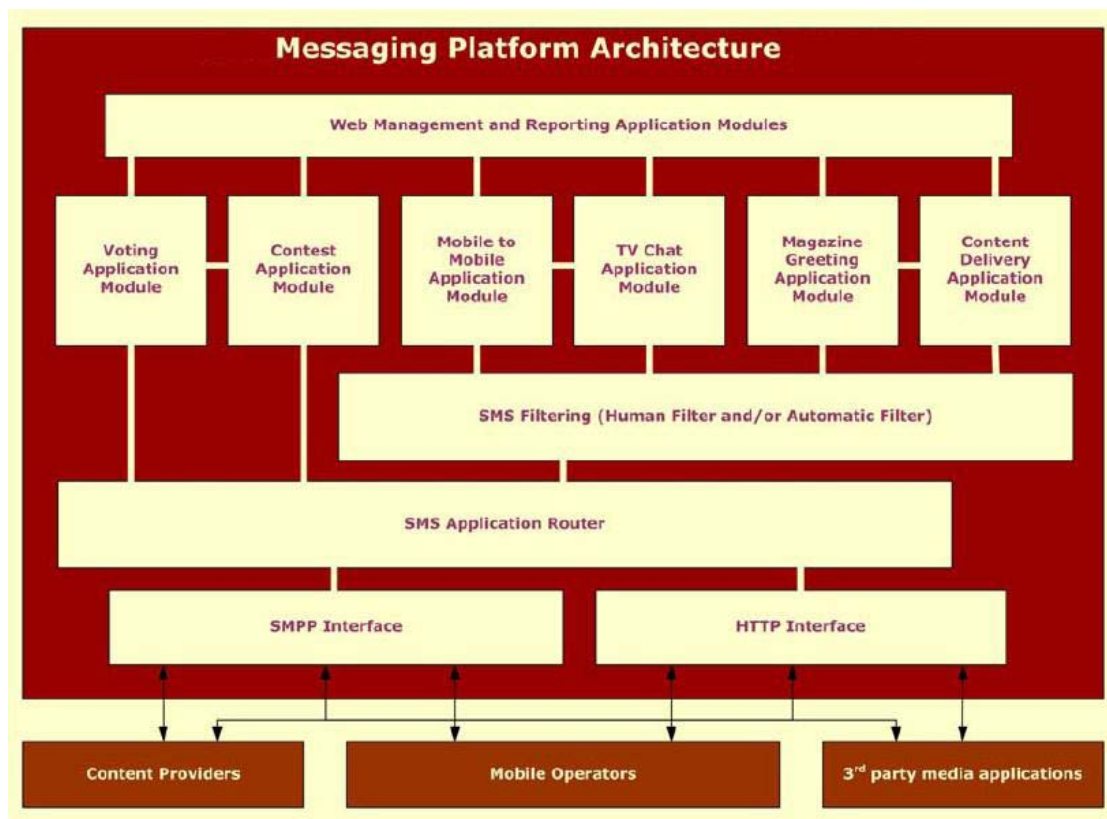 Messaging Platform Architecture
Web Management and Reporting Application Modules
Voting
Application
Module
Contest
Application
Module
Mobile to
Mobile
Application
Module
TV Chat
Application
Module
Magazine
Greeting
Application
Module
Content
Delivery
Application
Module
SMS Filtering (Human Filter and/or Automatic Filter)
SMS Application Router
SMPP Interface
HTTP Interface
Content Providers
Mobile Operators
3rd party media applications